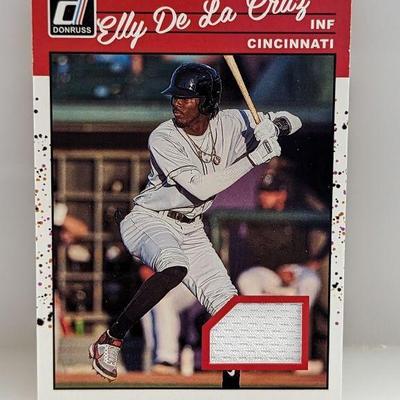 DONRUSS
Elly De La Cruz
INF
CINCINNATI